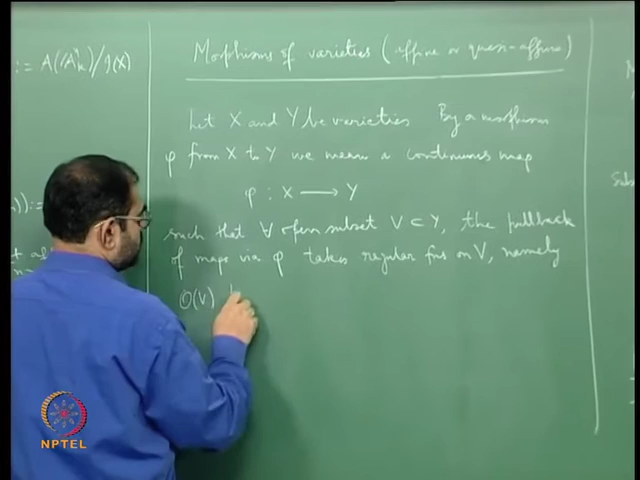 := A(𝔸ⁿₖ)/𝓘(X)
Morphisms of varieties (affine or quasi-affine)
Let X and Y be varieties By a morphism
φ from X to Y we mean a continuous map
φ : X ⟶ Y
such that ∀ open subset V ⊂ Y, the pullback
of maps via φ takes regular fns on V, namely
O(V)
)) :=
NPTEL